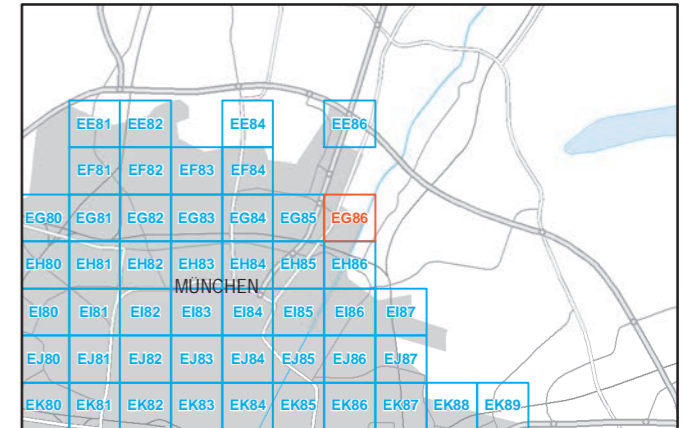 EE81 EE82 EE84 EE86
EF81 EF82 EF83 EF84
EG80 EG81 EG82 EG83 EG84 EG85 EG86
EH80 EH81 EH82 EH83 EH84 EH85 EH86
MÜNCHEN
EI80 EI81 EI82 EI83 EI84 EI85 EI86 EI87
EJ80 EJ81 EJ82 EJ83 EJ84 EJ85 EJ86 EJ87
EK80 EK81 EK82 EK83 EK84 EK85 EK86 EK87 EK88 EK89